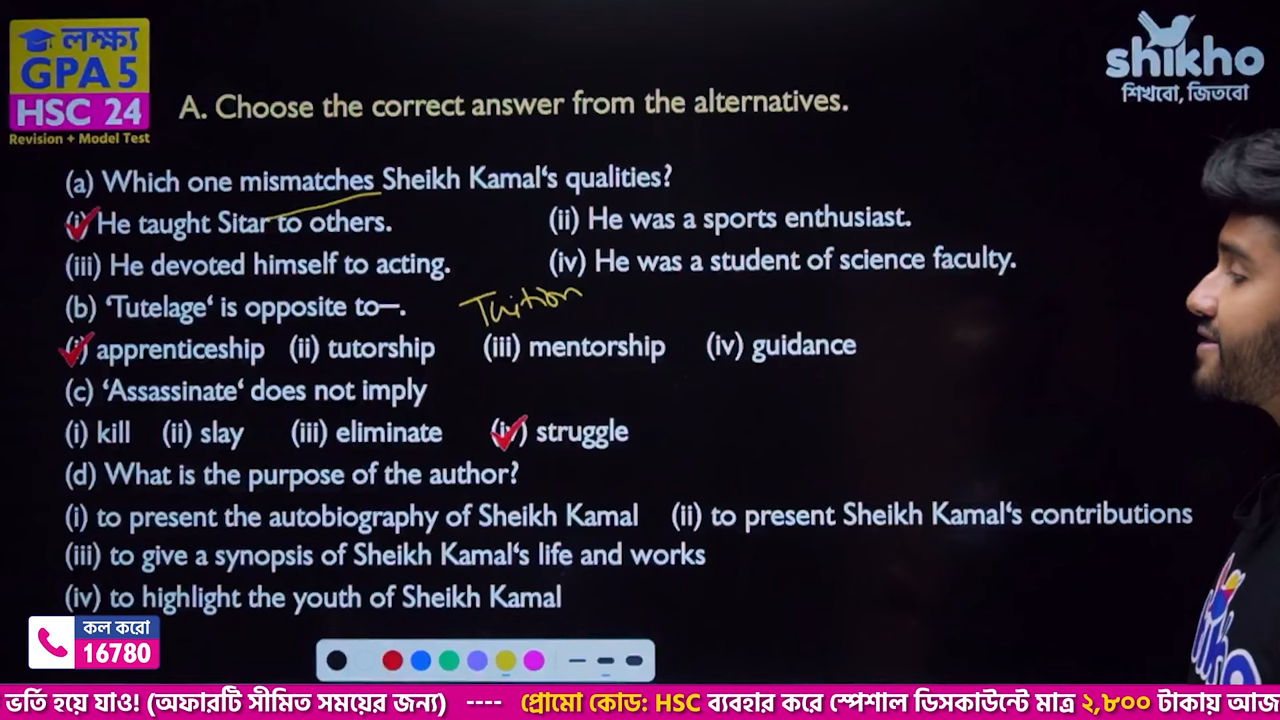 লক্ষ্য
GPA 5
HSC 24
Revision + Model Test
shikho
শিখবো, জিতবো
A. Choose the correct answer from the alternatives.
(a) Which one mismatches Sheikh Kamal‘s qualities?
(i) He taught Sitar to others. (ii) He was a sports enthusiast.
(iii) He devoted himself to acting. (iv) He was a student of science faculty.
(b) ‘Tutelage‘ is opposite to—.
Tuition
(i) apprenticeship (ii) tutorship (iii) mentorship (iv) guidance
(c) ‘Assassinate‘ does not imply
(i) kill (ii) slay (iii) eliminate (iv) struggle
(d) What is the purpose of the author?
(i) to present the autobiography of Sheikh Kamal (ii) to present Sheikh Kamal‘s contributions
(iii) to give a synopsis of Sheikh Kamal‘s life and works
(iv) to highlight the youth of Sheikh Kamal
কল করো
16780
ভর্তি হয়ে যাও! (অফারটি সীমিত সময়ের জন্য) ---- প্রোমো কোড: HSC ব্যবহার করে স্পেশাল ডিসকাউন্টে মাত্র ২,৮০০ টাকায় আজ